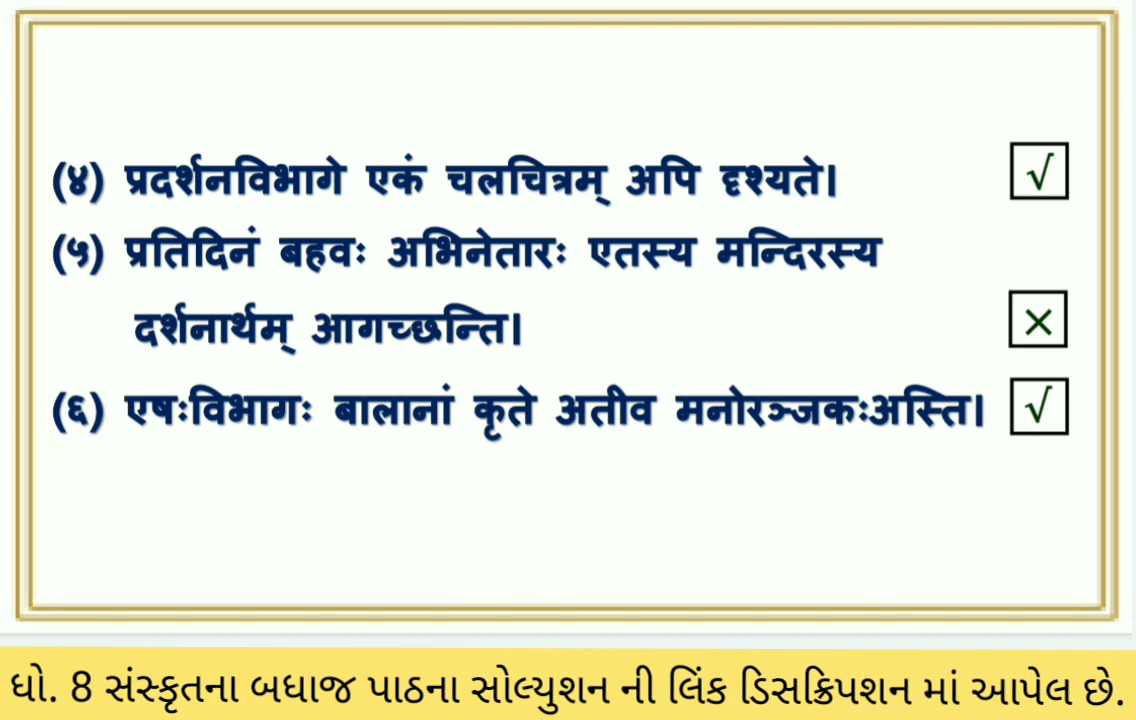 (४) प्रदर्शनविभागे एकं चलचित्रम् अपि दृश्यते। √
(५) प्रतिदिनं बहवः अभिनेतारः एतस्य मन्दिरस्य
दर्शनार्थम् आगच्छन्ति। ×
(६) एषःविभागः बालानां कृते अतीव मनोरञ्जकःअस्ति। √
ધો. 8 સંસ્કૃતના બધાજ પાઠના સોલ્યુશન ની લિંક ડિસક્રિપશન માં આપેલ છે.